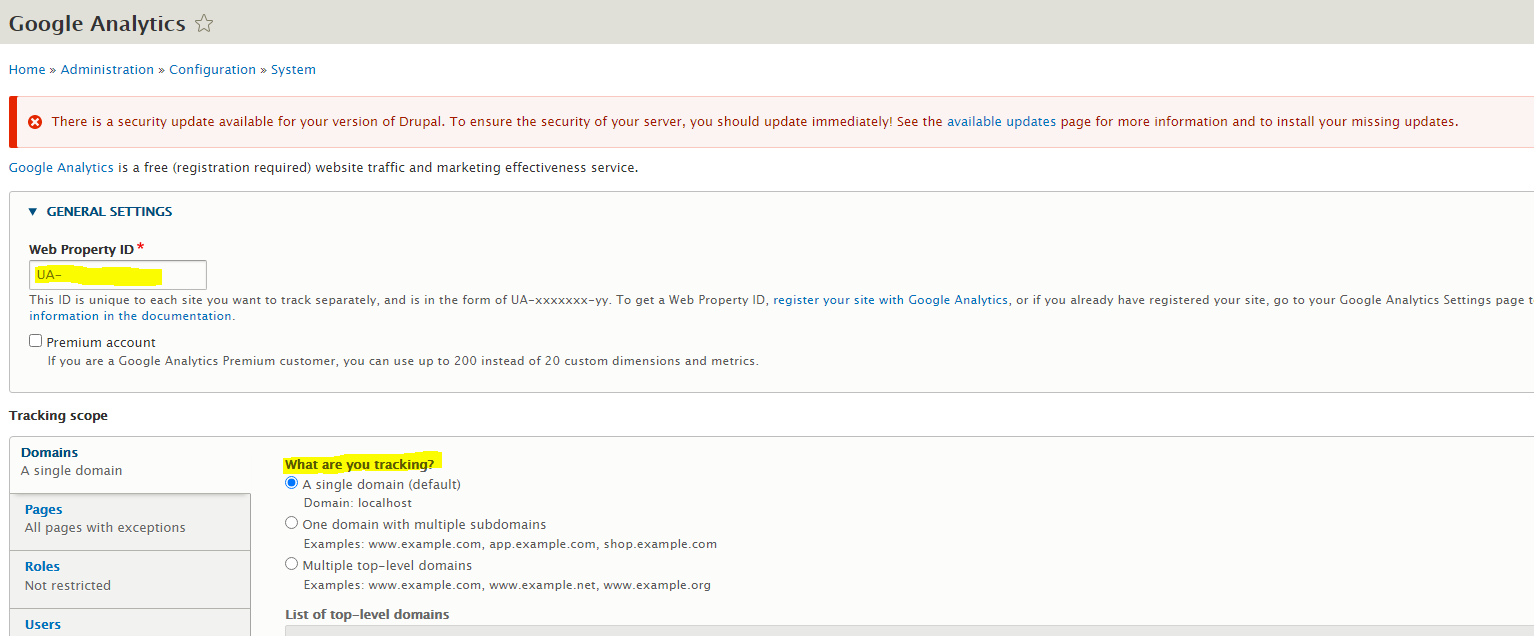 Google Analytics
Home » Administration » Configuration » System
There is a security update available for your version of Drupal. To ensure the security of your server, you should update immediately! See the available updates page for more information and to install your missing updates.
Google Analytics is a free (registration required) website traffic and marketing effectiveness service.
GENERAL SETTINGS
Web Property ID *
UA-
This ID is unique to each site you want to track separately, and is in the form of UA-xxxxxxx-yy. To get a Web Property ID, register your site with Google Analytics, or if you already have registered your site, go to your Google Analytics Settings page
information in the documentation.
Premium account
If you are a Google Analytics Premium customer, you can use up to 200 instead of 20 custom dimensions and metrics.
Tracking scope
Domains
A single domain
Pages
All pages with exceptions
Roles
Not restricted
Users
What are you tracking?
A single domain (default)
Domain: localhost
One domain with multiple subdomains
Examples: www.example.com, app.example.com, shop.example.com
Multiple top-level domains
Examples: www.example.com, www.example.net, www.example.org
List of top-level domains